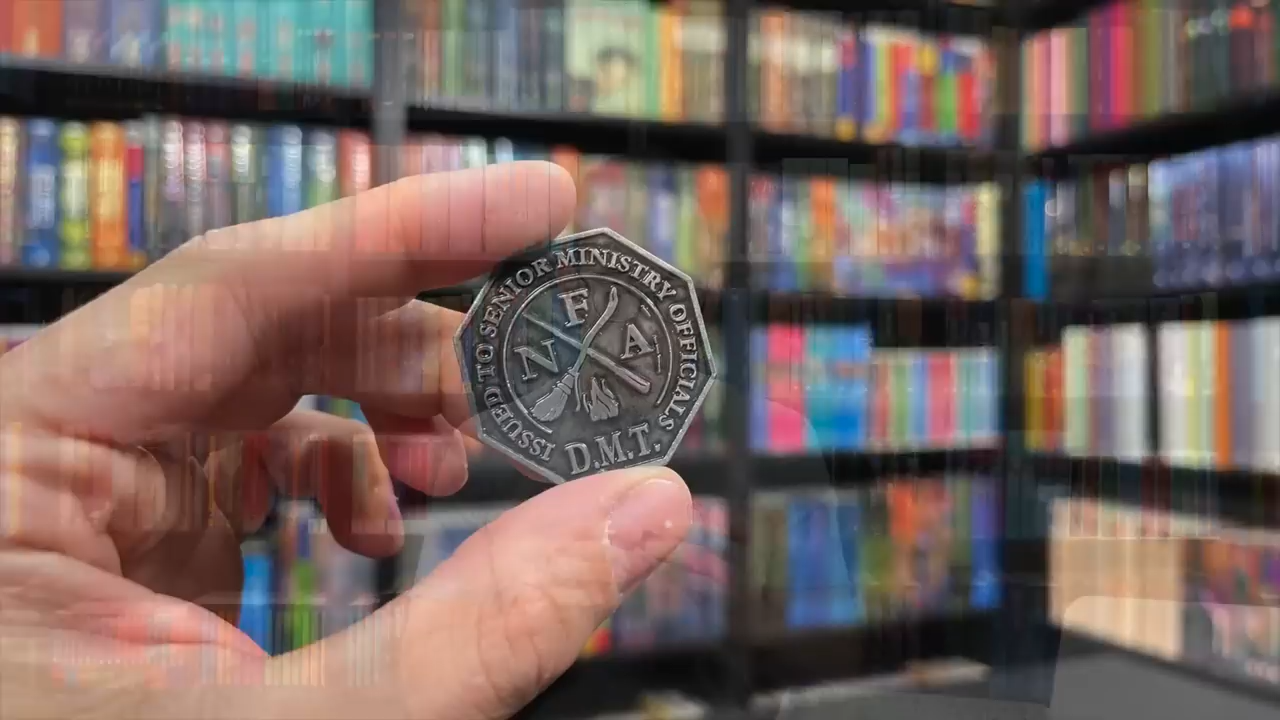 ISSUED TO SENIOR MINISTRY OFFICIALS
F
N A
D.M.T.